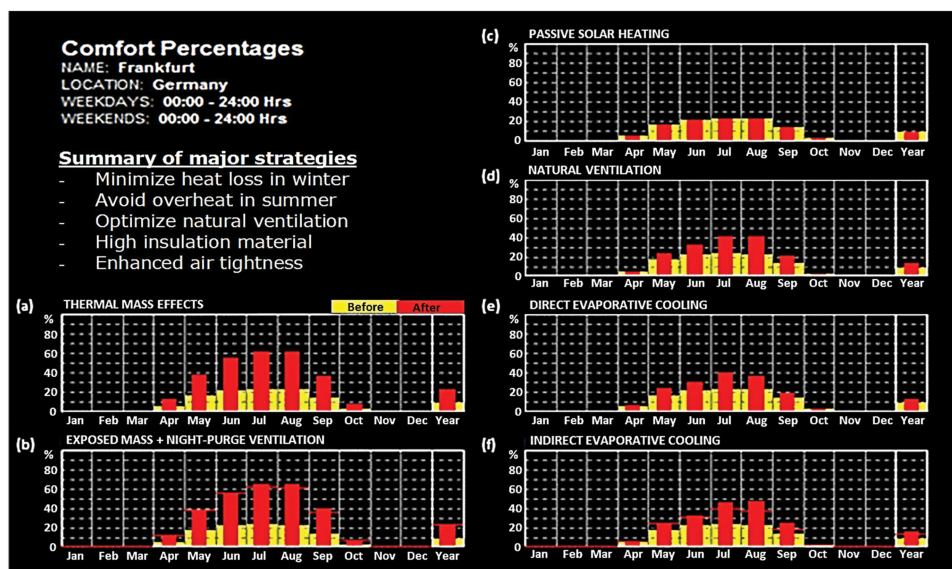 Comfort Percentages
NAME: Frankfurt
LOCATION: Germany
WEEKDAYS: 00:00 - 24:00 Hrs
WEEKENDS: 00:00 - 24:00 Hrs
Summary of major strategies
- Minimize heat loss in winter
- Avoid overheat in summer
- Optimize natural ventilation
- High insulation material
- Enhanced air tightness
(a) THERMAL MASS EFFECTS
Before After
%
80
60
40
20
0
Jan Feb Mar Apr May Jun Jul Aug Sep Oct Nov Dec Year
(b) EXPOSED MASS + NIGHT-PURGE VENTILATION
%
80
60
40
20
0
Jan Feb Mar Apr May Jun Jul Aug Sep Oct Nov Dec Year
(c) PASSIVE SOLAR HEATING
%
80
60
40
20
0
Jan Feb Mar Apr May Jun Jul Aug Sep Oct Nov Dec Year
(d) NATURAL VENTILATION
%
80
60
40
20
0
Jan Feb Mar Apr May Jun Jul Aug Sep Oct Nov Dec Year
(e) DIRECT EVAPORATIVE COOLING
%
80
60
40
20
0
Jan Feb Mar Apr May Jun Jul Aug Sep Oct Nov Dec Year
(f) INDIRECT EVAPORATIVE COOLING
%
80
60
40
20
0
Jan Feb Mar Apr May Jun Jul Aug Sep Oct Nov Dec Year